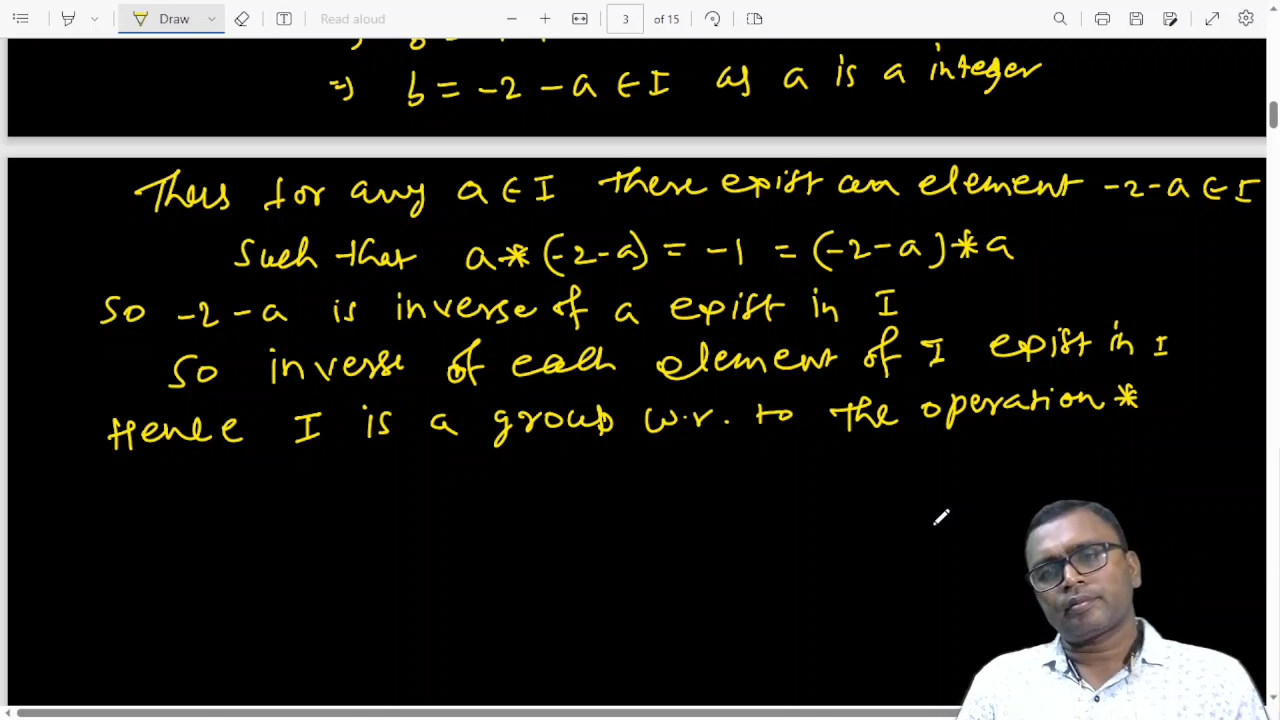 Draw
Read aloud
3 of 15
=> b = -2 - a ∈ I as a is a integer
Thus for any a ∈ I there exist an element -2-a ∈ I
Such that a * (-2-a) = -1 = (-2-a) * a
So -2-a is inverse of a exist in I
So inverse of each element of I exist in I
Hence I is a group w.r. to the operation *